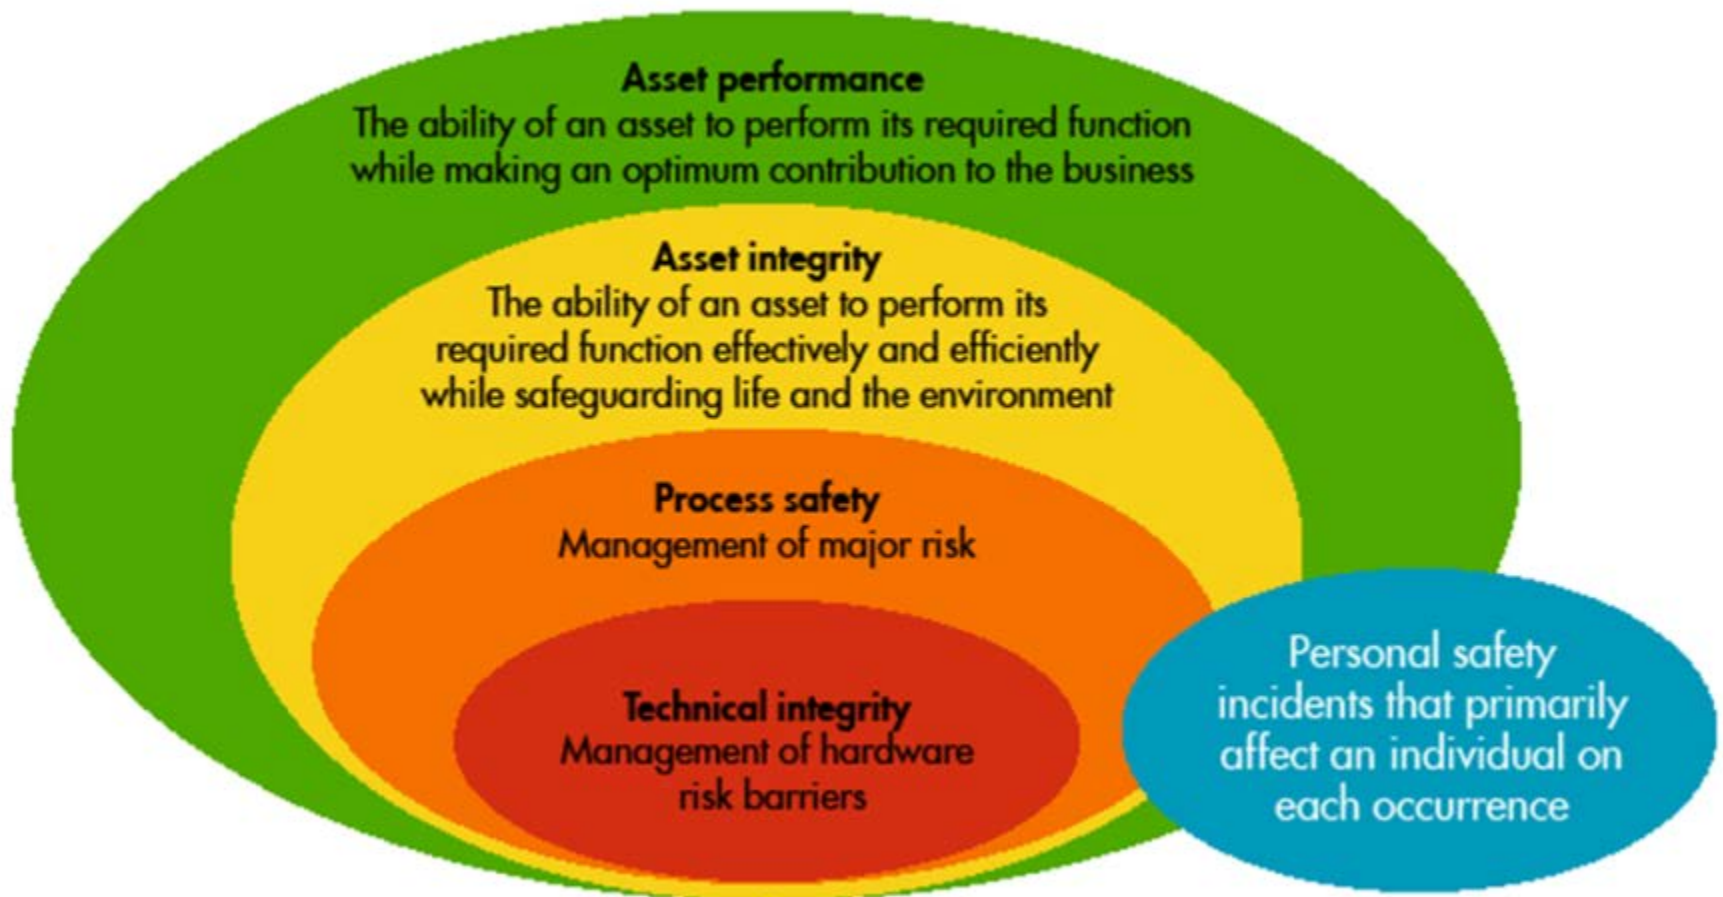 Asset performance
The ability of an asset to perform its required function
while making an optimum contribution to the business
Asset integrity
The ability of an asset to perform its
required function effectively and efficiently
while safeguarding life and the environment
Process safety
Management of major risk
Technical integrity
Management of hardware
risk barriers
Personal safety
incidents that primarily
affect an individual on
each occurrence